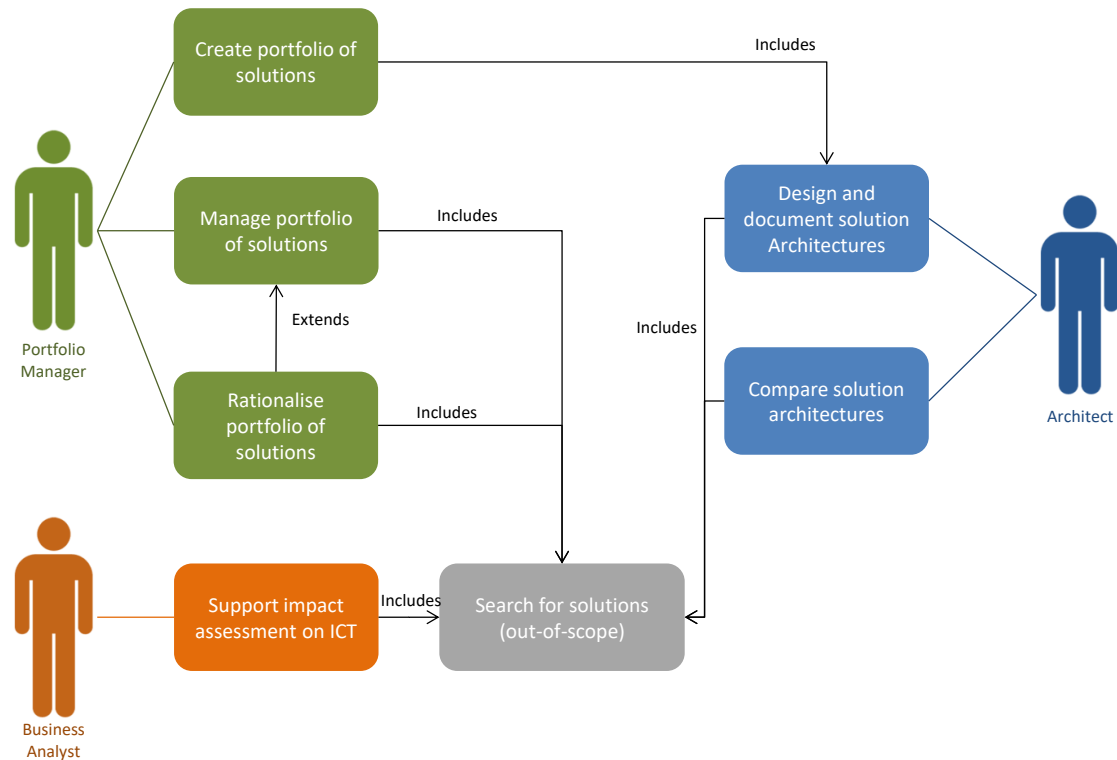 Create portfolio of
solutions
Includes
Design and
document solution
Architectures
Manage portfolio
of solutions
Includes
Extends
Includes
Portfolio
Manager
Rationalise
portfolio of
solutions
Includes
Compare solution
architectures
Architect
Support impact
assessment on ICT
Includes
Search for solutions
(out-of-scope)
Business
Analyst